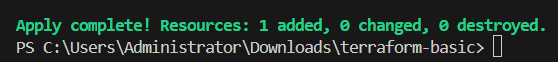 Apply complete! Resources: 1 added, 0 changed, 0 destroyed.
PS C:\Users\Administrator\Downloads\terraform-basic>